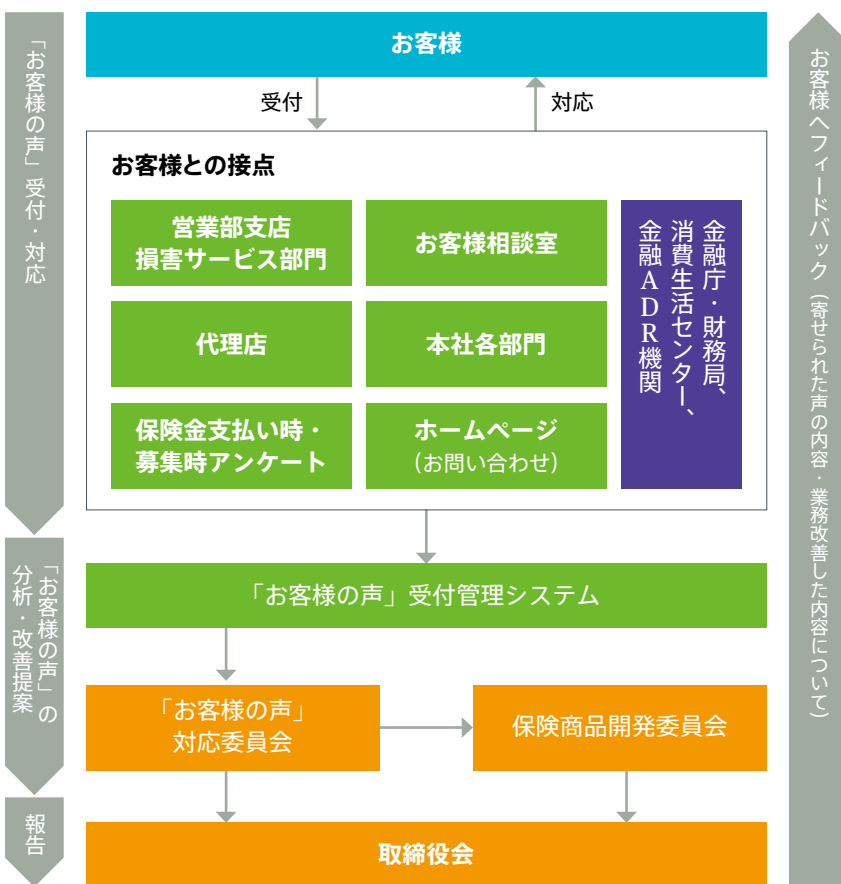 お客様
受付
対応
お客様との接点
営業部支店
損害サービス部門
お客様相談室
代理店
本社各部門
保険金支払い時・
募集時アンケート
ホームページ
(お問い合わせ)
金融庁・財務局、
消費生活センター、
金融ADR機関
「お客様の声」受付管理システム
「お客様の声」
対応委員会
保険商品開発委員会
取締役会
「お客様の声」受付・対応
「お客様の声」の
分析・改善提案
報告
お客様へフィードバック(寄せられた声の内容・業務改善した内容について)